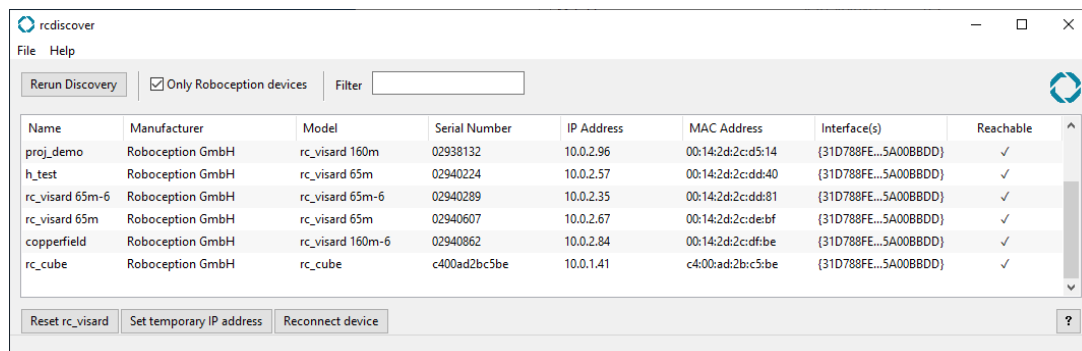 rcdiscover
File Help
Rerun Discovery Only Roboception devices Filter
Name Manufacturer Model Serial Number IP Address MAC Address Interface(s) Reachable
proj_demo Roboception GmbH rc_visard 160m 02938132 10.0.2.96 00:14:2d:2c:d5:14 {31D788FE...5A00BBDD} ✓
h_test Roboception GmbH rc_visard 65m 02940224 10.0.2.57 00:14:2d:2c:dd:40 {31D788FE...5A00BBDD} ✓
rc_visard 65m-6 Roboception GmbH rc_visard 65m-6 02940289 10.0.2.35 00:14:2d:2c:dd:81 {31D788FE...5A00BBDD} ✓
rc_visard 65m Roboception GmbH rc_visard 65m 02940607 10.0.2.67 00:14:2d:2c:de:bf {31D788FE...5A00BBDD} ✓
copperfield Roboception GmbH rc_visard 160m-6 02940862 10.0.2.84 00:14:2d:2c:df:be {31D788FE...5A00BBDD} ✓
rc_cube Roboception GmbH rc_cube c400ad2bc5be 10.0.1.41 c4:00:ad:2b:c5:be {31D788FE...5A00BBDD} ✓
Reset rc_visard Set temporary IP address Reconnect device ?